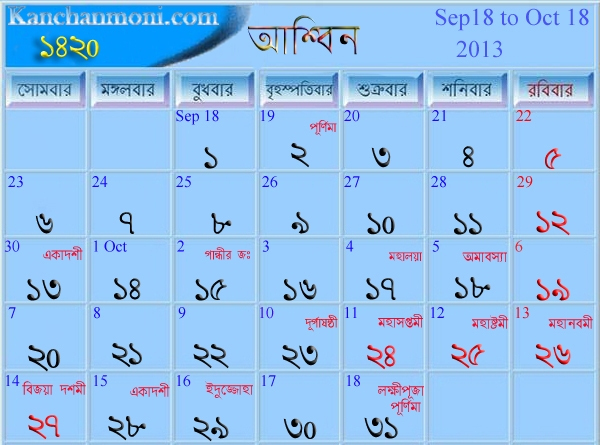 Kanchanmoni.com
১৪২০
আশ্বিন
Sep18 to Oct 18
2013
সোমবার মঙ্গলবার বুধবার বৃহস্পতিবার শুক্রবার শনিবার রবিবার
Sep 18 19 20 21 22
পূর্ণিমা
১ ২ ৩ ৪ ৫
23 24 25 26 27 28 29
৬ ৭ ৮ ৯ ১০ ১১ ১২
30 একাদশী 1 Oct 2 গান্ধীর জঃ 3 4 মহালয়া 5 অমাবস্যা 6
১৩ ১৪ ১৫ ১৬ ১৭ ১৮ ১৯
7 8 9 10 দূর্গাষষ্ঠী 11 মহাসপ্তমী 12 মহাষ্টমী 13 মহানবমী
২০ ২১ ২২ ২৩ ২৪ ২৫ ২৬
14 বিজয়া দশমী 15 একাদশী 16 ইদুজ্জোহা 17 18 লক্ষীপূজা
পূর্ণিমা
২৭ ২৮ ২৯ ৩০ ৩১